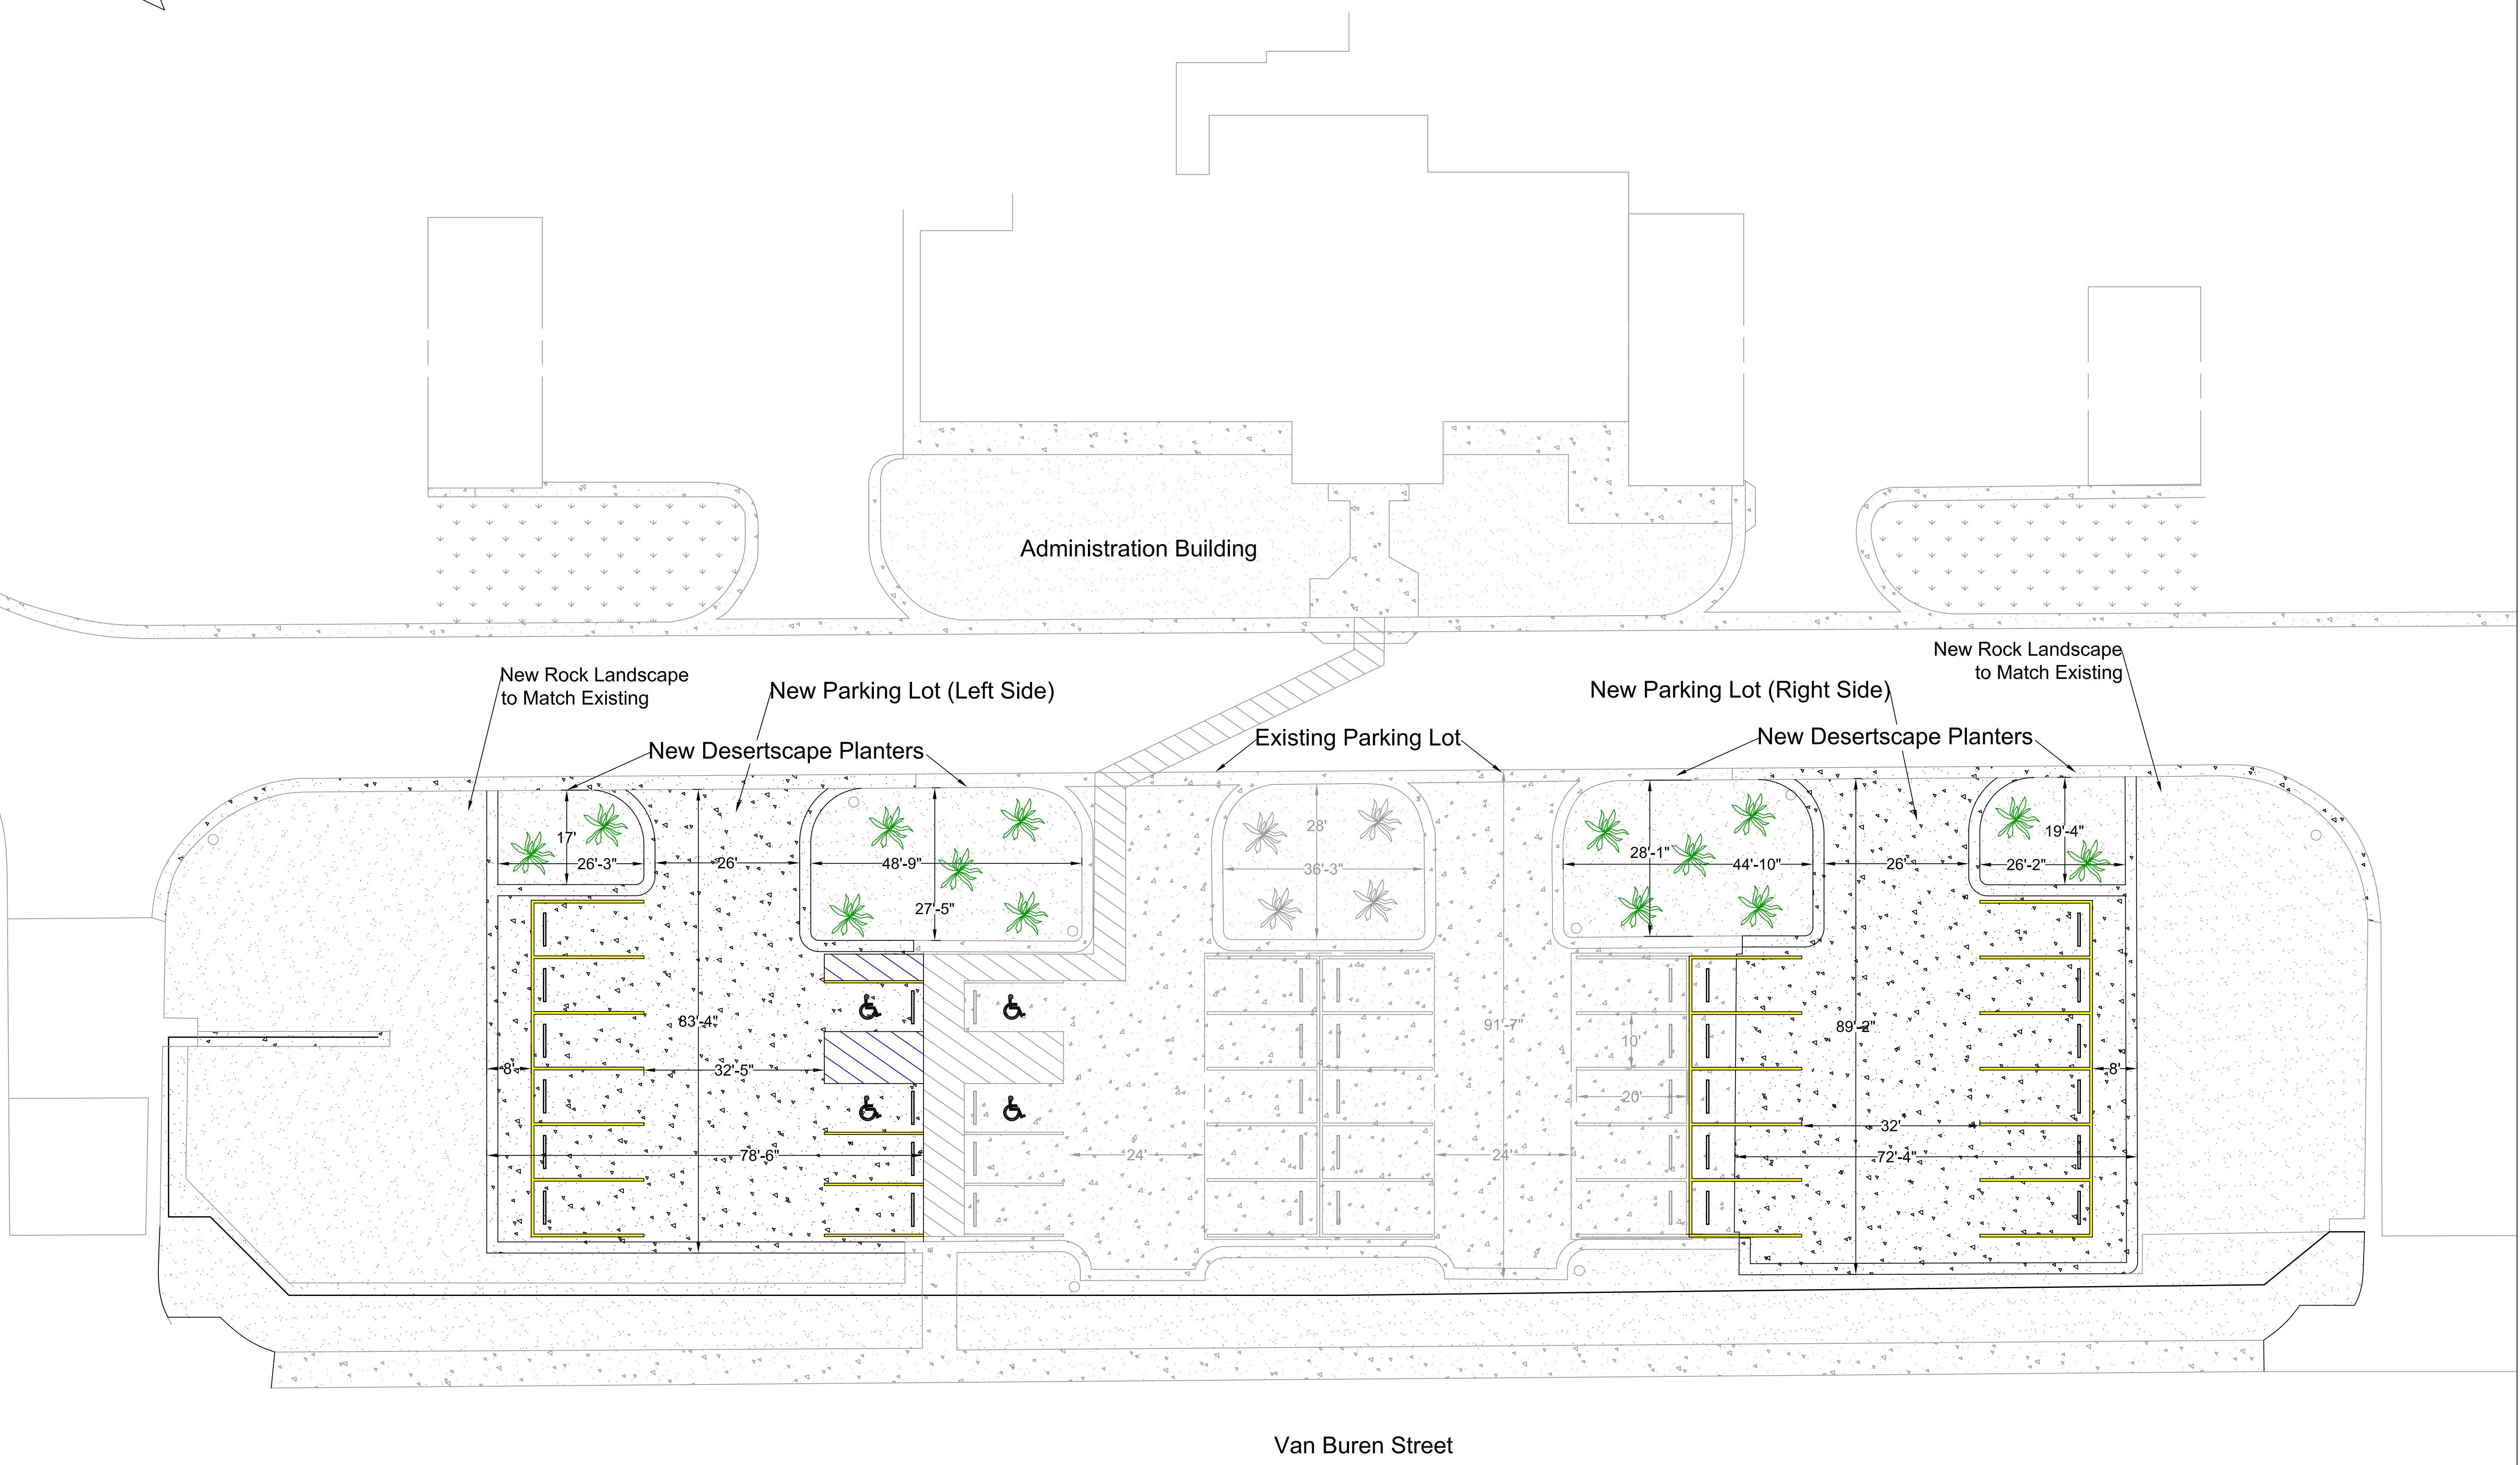 Administration Building
New Rock Landscape
to Match Existing
New Rock Landscape
to Match Existing
New Parking Lot (Left Side)
New Parking Lot (Right Side)
New Desertscape Planters
Existing Parking Lot
New Desertscape Planters
17'
26'-3"
26'
48'-9"
27'-5"
28'
36'-3"
28'-1"
44'-10"
26'
19'-4"
26'-2"
83'-4"
91'-7"
89'-2"
10'
8'
32'-5"
20'
8'
32'
78'-6"
24'
24'
72'-4"
Van Buren Street